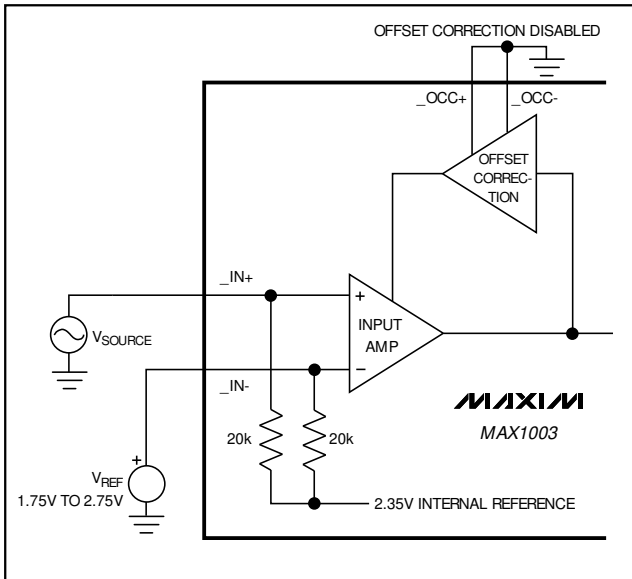 OFFSET CORRECTION DISABLED
_OCC+
_OCC-
OFFSET
CORREC-
TION
_IN+
+
INPUT
AMP
−
VSOURCE
_IN-
MAXIM
MAX1003
20k
20k
+
VREF
1.75V TO 2.75V
2.35V INTERNAL REFERENCE